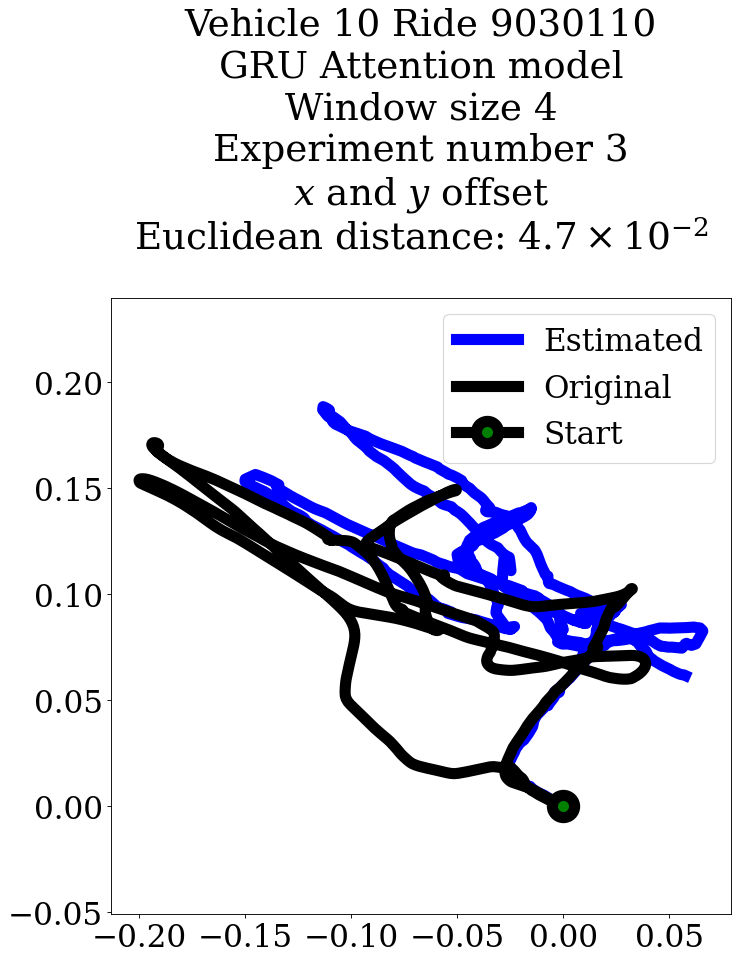 Vehicle 10 Ride 9030110
GRU Attention model
Window size 4
Experiment number 3
x and y offset
Euclidean distance: 4.7 × 10⁻²
Estimated
Original
Start
0.20
0.15
0.10
0.05
0.00
−0.05
−0.20 −0.15 −0.10 −0.05 0.00 0.05